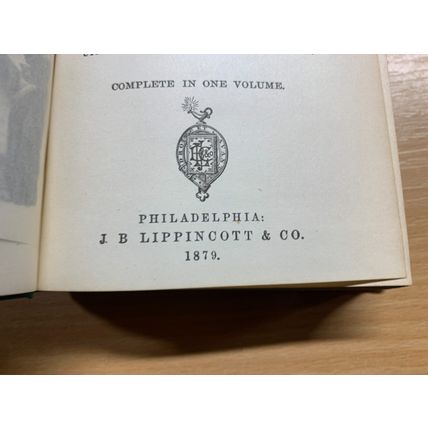 COMPLETE IN ONE VOLUME.
PHILADELPHIA:
J. B LIPPINCOTT & CO.
1879.